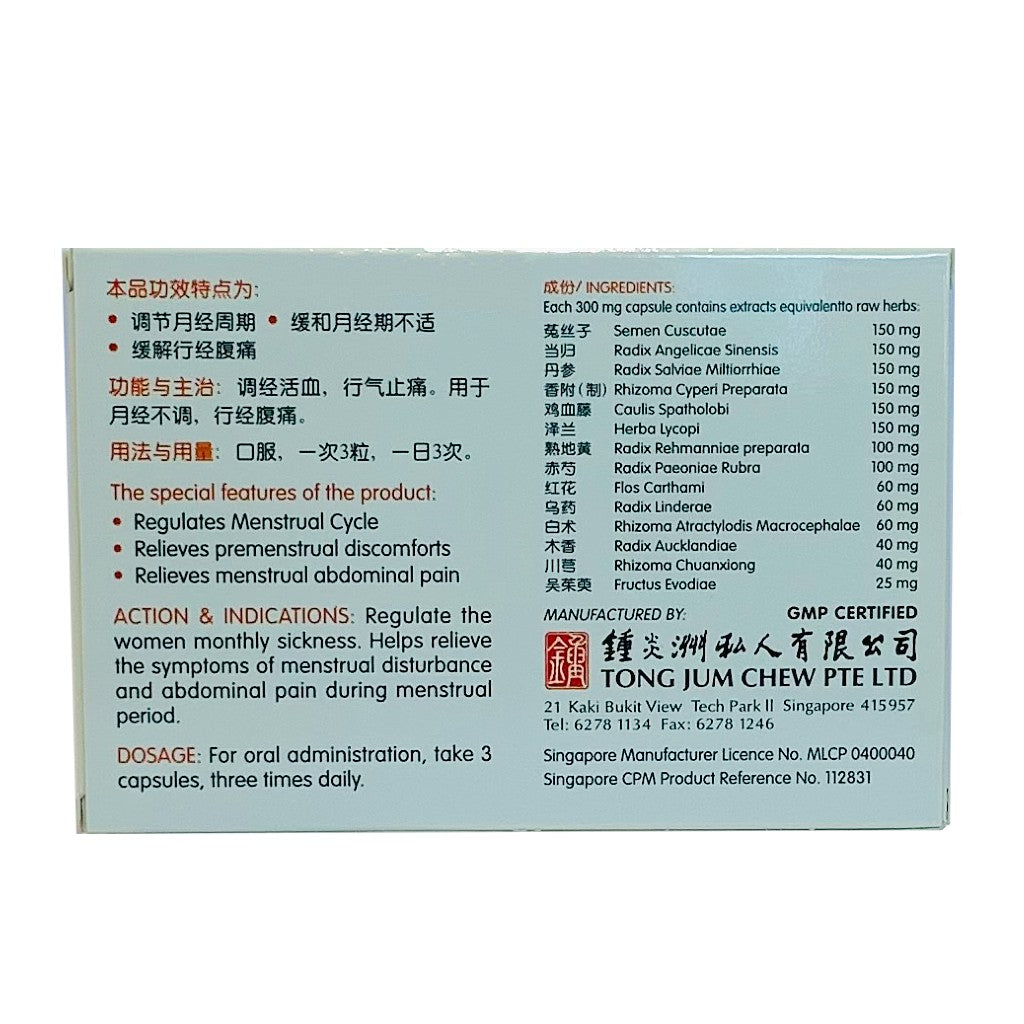 本品功效特点为:
• 调节月经周期 • 缓和月经期不适
• 缓解行经腹痛
功能与主治: 调经活血, 行气止痛。用于
月经不调, 行经腹痛。
用法与用量: 口服, 一次3粒, 一日3次。
The special features of the product:
• Regulates Menstrual Cycle
• Relieves premenstrual discomforts
• Relieves menstrual abdominal pain
ACTION & INDICATIONS: Regulate the
women monthly sickness. Helps relieve
the symptoms of menstrual disturbance
and abdominal pain during menstrual
period.
DOSAGE: For oral administration, take 3
capsules, three times daily.
成份/ INGREDIENTS:
Each 300 mg capsule contains extracts equivalentto raw herbs:
菟丝子 Semen Cuscutae 150 mg
当归 Radix Angelicae Sinensis 150 mg
丹参 Radix Salviae Miltiorrhiae 150 mg
香附(制) Rhizoma Cyperi Preparata 150 mg
鸡血藤 Caulis Spatholobi 150 mg
泽兰 Herba Lycopi 150 mg
熟地黄 Radix Rehmanniae preparata 100 mg
赤芍 Radix Paeoniae Rubra 100 mg
红花 Flos Carthami 60 mg
乌药 Radix Linderae 60 mg
白术 Rhizoma Atractylodis Macrocephalae 60 mg
木香 Radix Aucklandiae 40 mg
川芎 Rhizoma Chuanxiong 40 mg
吴茱萸 Fructus Evodiae 25 mg
MANUFACTURED BY: GMP CERTIFIED
鍾炎洲私人有限公司
TONG JUM CHEW PTE LTD
21 Kaki Bukit View Tech Park II Singapore 415957
Tel: 6278 1134 Fax: 6278 1246
Singapore Manufacturer Licence No. MLCP 0400040
Singapore CPM Product Reference No. 112831